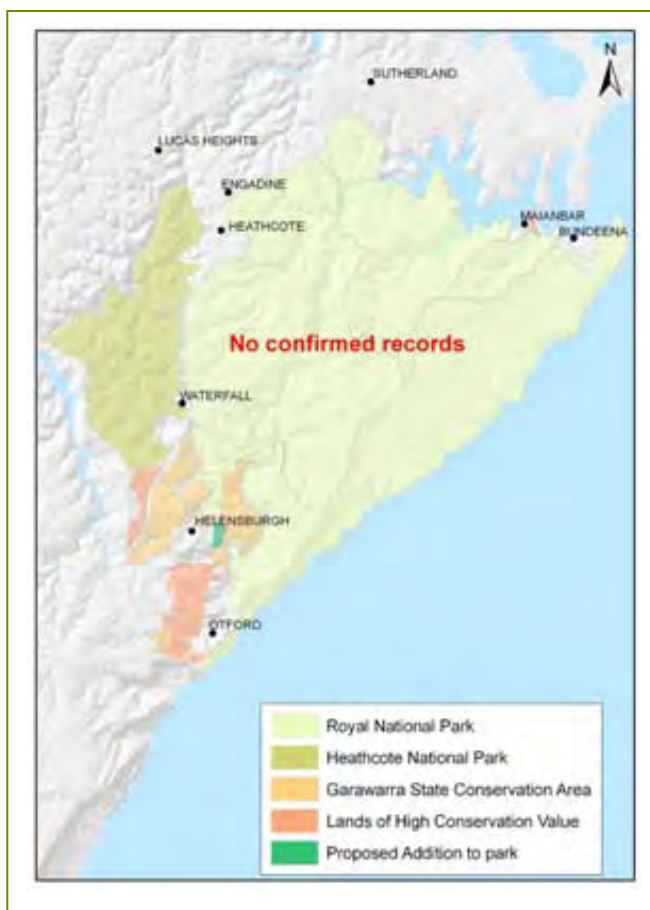 N
SUTHERLAND
LUCAS HEIGHTS
ENGADINE
HEATHCOTE
MAIANBAR
BUNDEENA
No confirmed records
WATERFALL
HELENSBURGH
OTFORD
Royal National Park
Heathcote National Park
Garawarra State Conservation Area
Lands of High Conservation Value
Proposed Addition to park